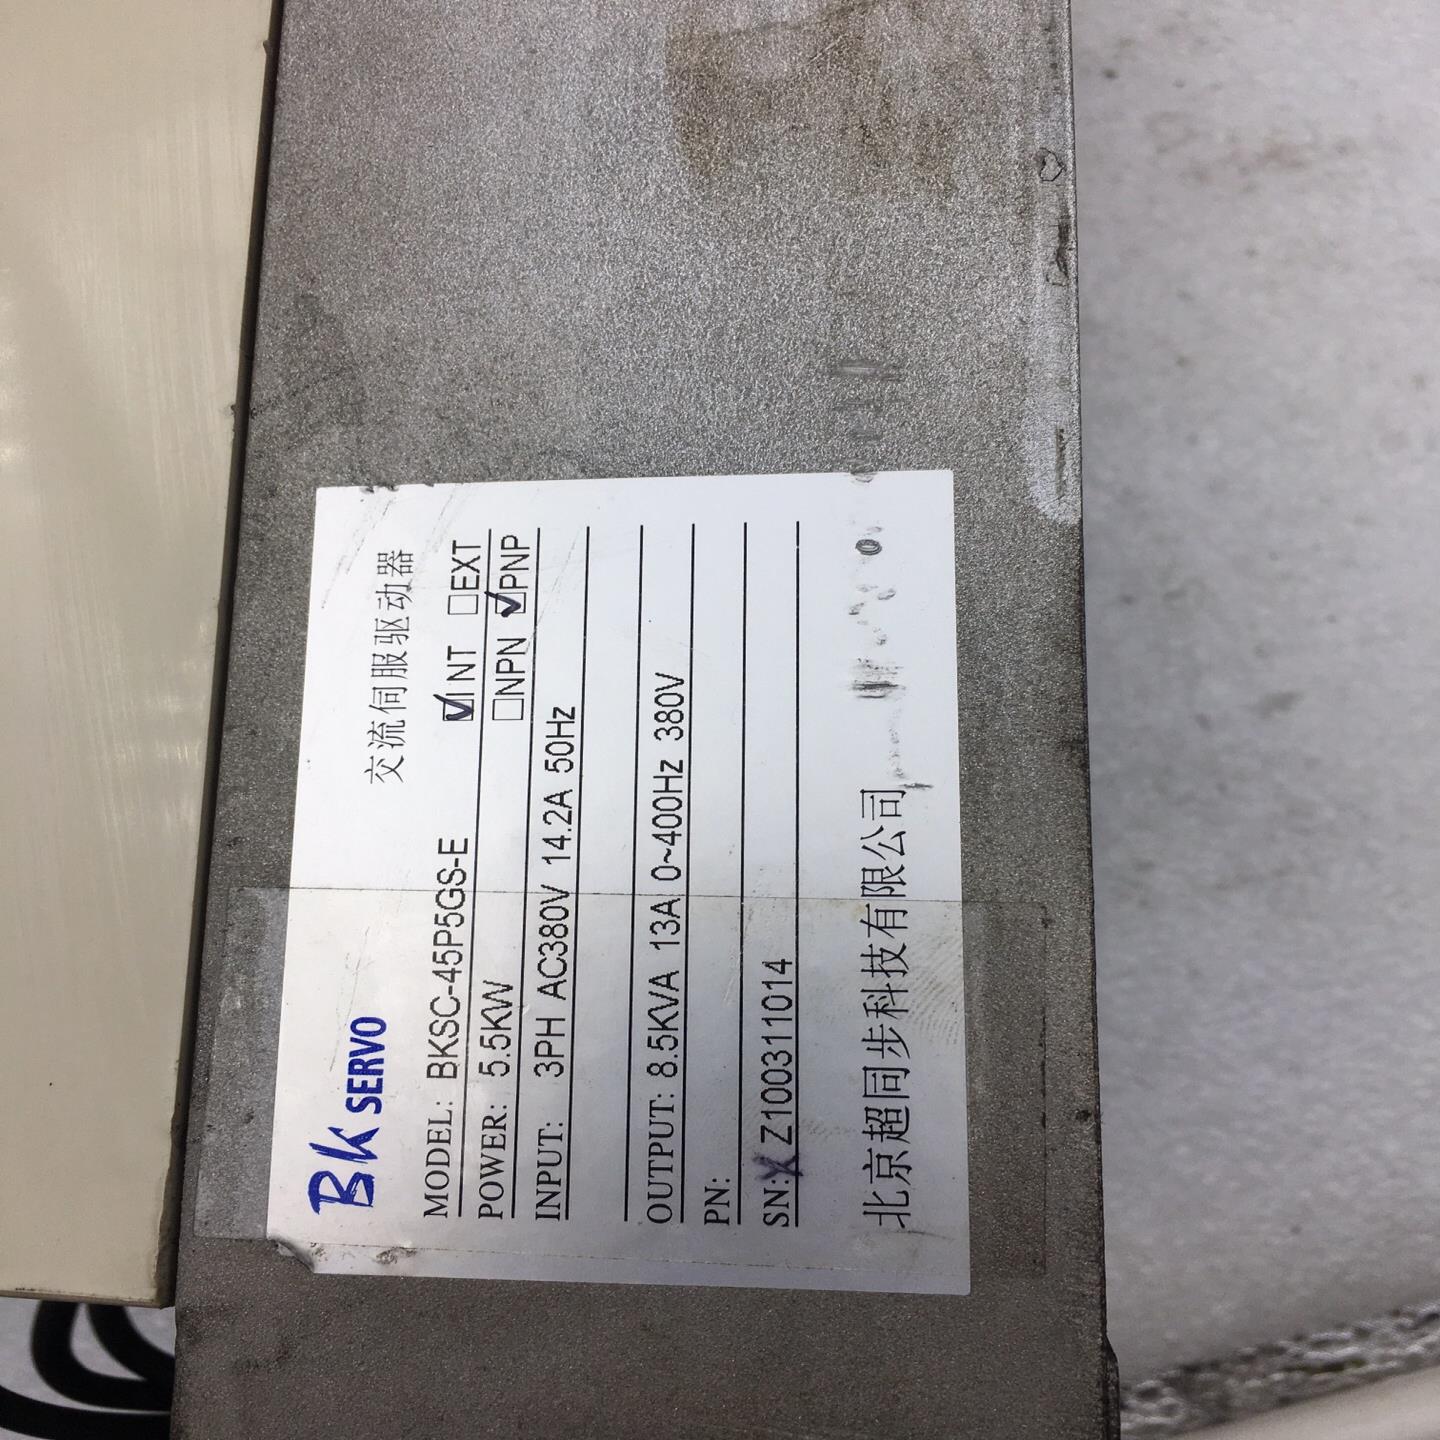 Bk SERVO 交流伺服驱动器
MODEL: BKSC-45P5GS-E ☑INT □EXT
POWER: 5.5KW □NPN ☑PNP
INPUT: 3PH AC380V 14.2A 50Hz
OUTPUT: 8.5KVA 13A 0~400Hz 380V
PN:
SN:X Z100311014
北京超同步科技有限公司